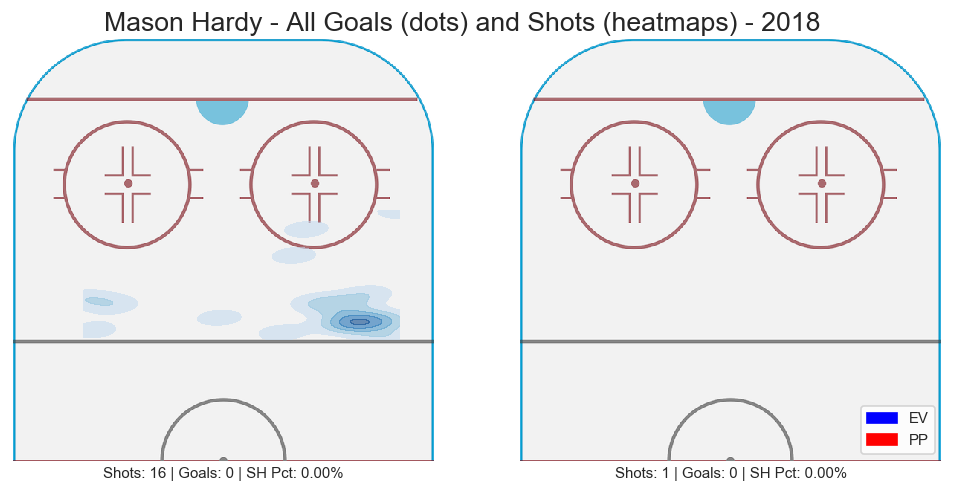 Mason Hardy - All Goals (dots) and Shots (heatmaps) - 2018
EV
PP
Shots: 16 | Goals: 0 | SH Pct: 0.00%
Shots: 1 | Goals: 0 | SH Pct: 0.00%